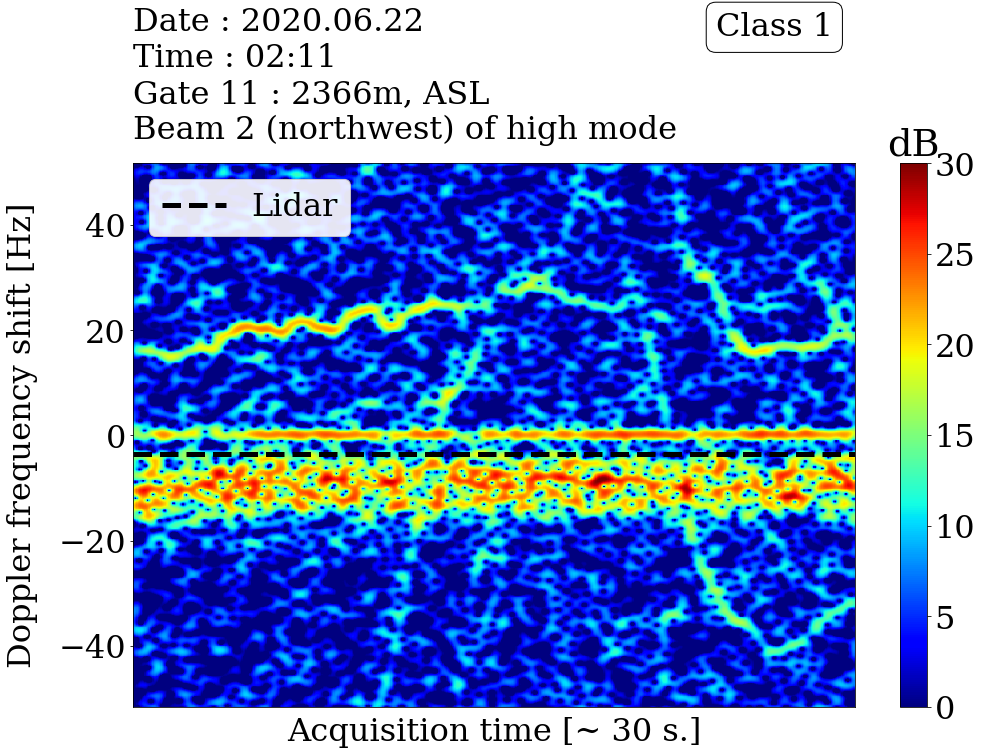 Date : 2020.06.22
Time : 02:11
Gate 11 : 2366m, ASL
Beam 2 (northwest) of high mode
Class 1
dB
Lidar
Doppler frequency shift [Hz]
40
20
0
−20
−40
Acquisition time [~ 30 s.]
30
25
20
15
10
5
0